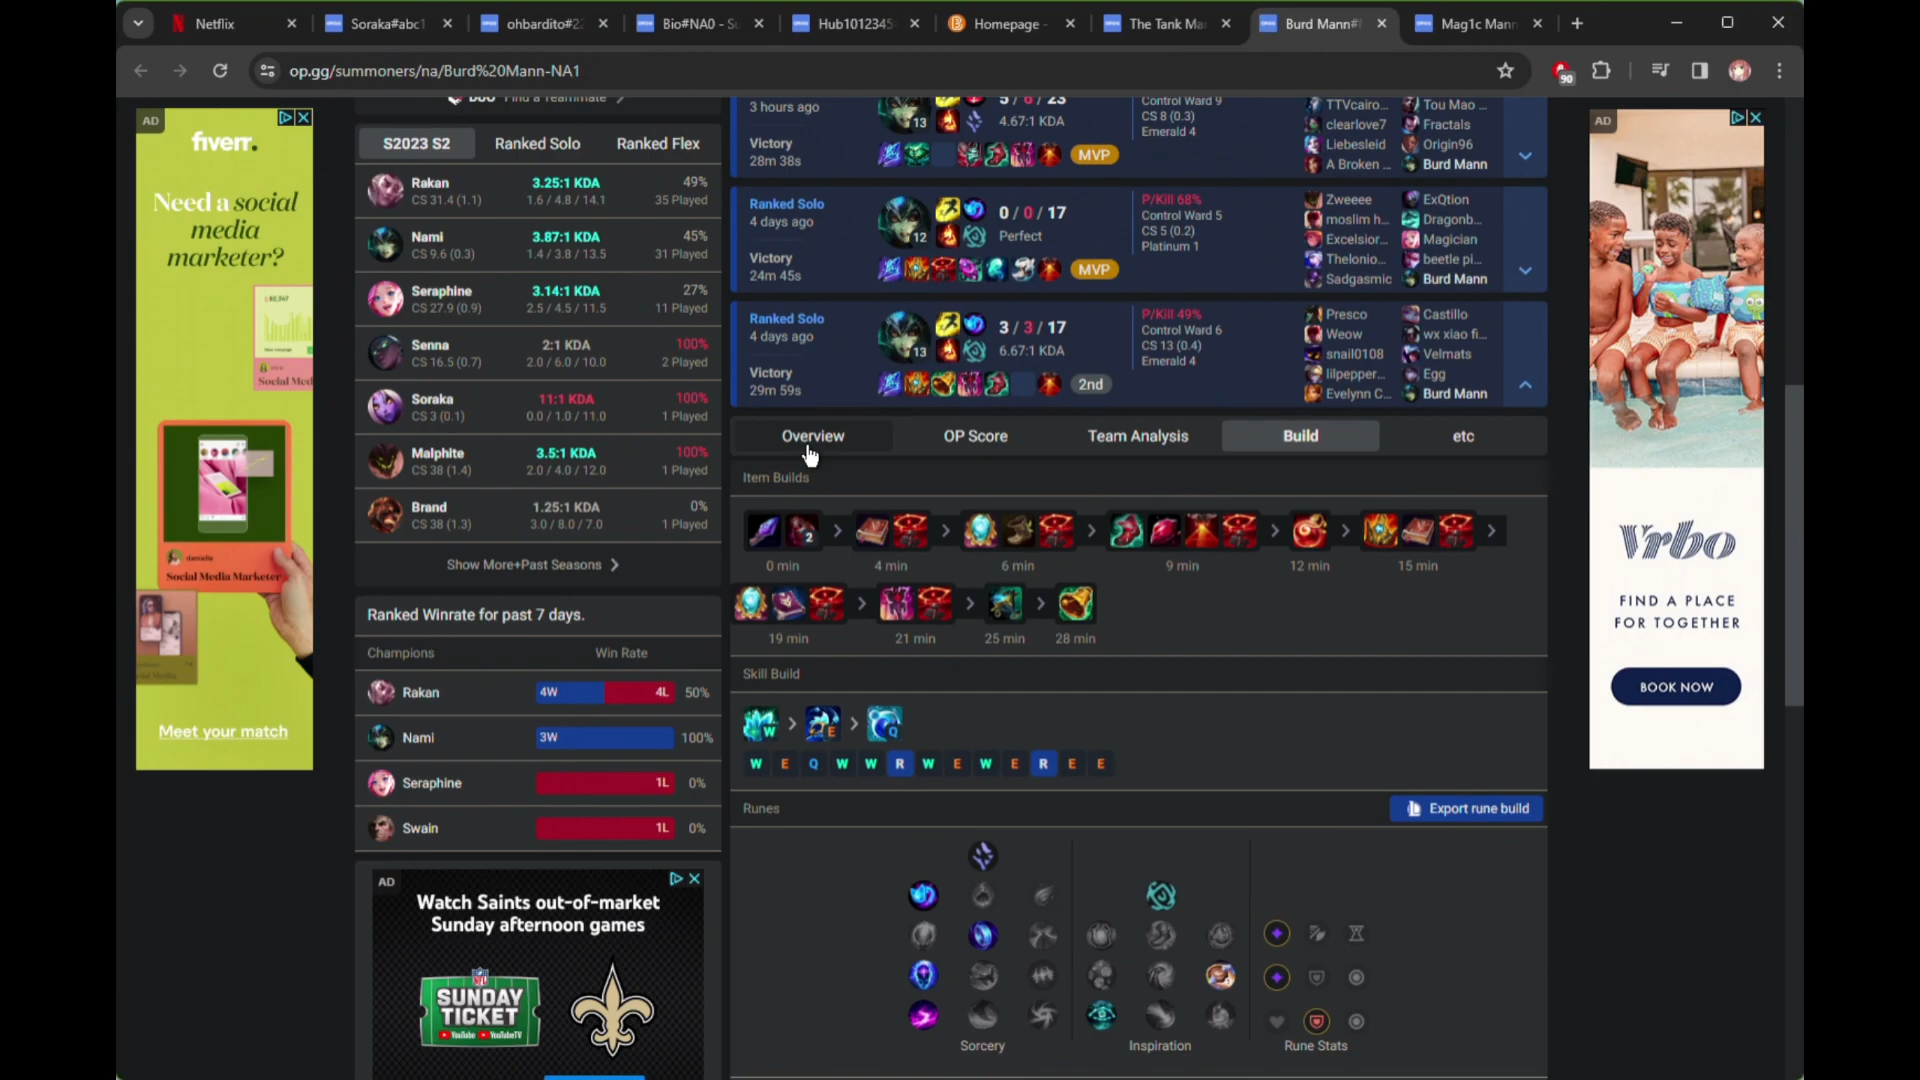 Netflix
Soraka#abc1
ohbardito#22
Bio#NA0 - Su
Hub1012345
Homepage -
The Tank Ma
Burd Mann#
Mag1c Mann
op.gg/summoners/na/Burd%20Mann-NA1
90
AD
fiverr.
Need a social
media
marketer?
Social Med
Social Media Marketer
Meet your match
DUO Find a Teammate
S2023 S2
Ranked Solo
Ranked Flex
Rakan
3.25:1 KDA
49%
CS 31.4 (1.1)
1.6 / 4.8 / 14.1
35 Played
Nami
3.87:1 KDA
45%
CS 9.6 (0.3)
1.4 / 3.8 / 13.5
31 Played
Seraphine
3.14:1 KDA
27%
CS 27.9 (0.9)
2.5 / 4.5 / 11.5
11 Played
Senna
2:1 KDA
100%
CS 16.5 (0.7)
2.0 / 6.0 / 10.0
2 Played
Soraka
11:1 KDA
100%
CS 3 (0.1)
0.0 / 1.0 / 11.0
1 Played
Malphite
3.5:1 KDA
100%
CS 38 (1.4)
2.0 / 4.0 / 12.0
1 Played
Brand
1.25:1 KDA
0%
CS 38 (1.3)
3.0 / 8.0 / 7.0
1 Played
Show More+Past Seasons
Ranked Winrate for past 7 days.
Champions
Win Rate
Rakan
4W
4L
50%
Nami
3W
100%
Seraphine
1L
0%
Swain
1L
0%
AD
Watch Saints out-of-market
Sunday afternoon games
NFL
SUNDAY
TICKET
YouTube YouTubeTV
3 hours ago
Victory
28m 38s
13
5 / 6 / 23
4.67:1 KDA
MVP
Control Ward 9
CS 8 (0.3)
Emerald 4
TTVcairo...
clearlove7
Liebesleid
A Broken ...
Tou Mao ...
Fractals
Origin96
Burd Mann
Ranked Solo
4 days ago
Victory
24m 45s
12
0 / 0 / 17
Perfect
MVP
P/Kill 68%
Control Ward 5
CS 5 (0.2)
Platinum 1
Zweeee
moslim h...
Excelsior...
Thelonio...
Sadgasmic
ExQtion
Dragonb...
Magician
beetle pi...
Burd Mann
Ranked Solo
4 days ago
Victory
29m 59s
13
3 / 3 / 17
6.67:1 KDA
2nd
P/Kill 49%
Control Ward 6
CS 13 (0.4)
Emerald 4
Presco
Weow
snail0108
lilpepper...
Evelynn C...
Castillo
wx xiao fi...
Velmats
Egg
Burd Mann
Overview
OP Score
Team Analysis
Build
etc
Item Builds
2
0 min
4 min
6 min
9 min
12 min
15 min
19 min
21 min
25 min
28 min
Skill Build
W
E
Q
W E Q W W R W E W E R E E
Runes
Export rune build
Sorcery
Inspiration
Rune Stats
AD
Vrbo
FIND A PLACE
FOR TOGETHER
BOOK NOW